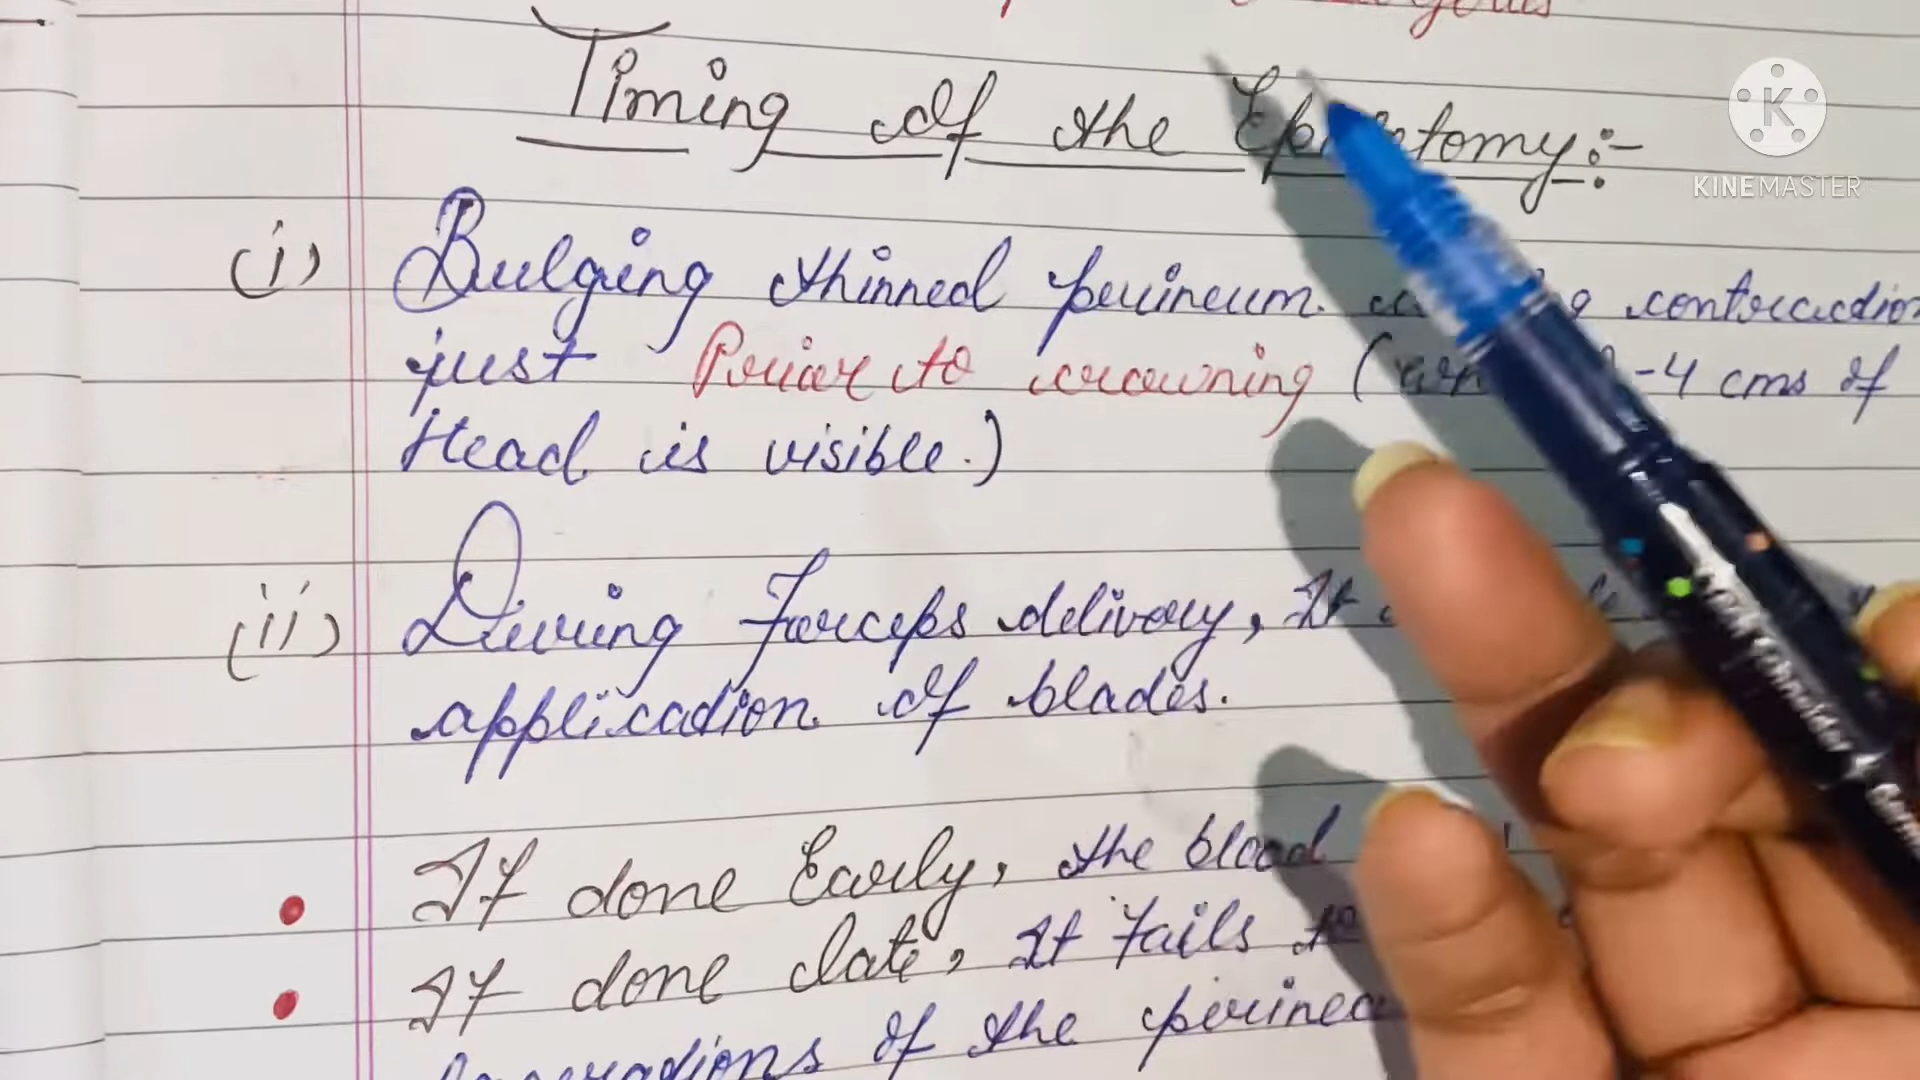 Timing of the
(i) Bulging thinned perineum contraction
just Prior to crowning ( -4 cms of
Head is visible.)
(ii) During Forceps delivery, It
application of blades.
• If done Early, the blood
• If done late, It fails to
of the
K
KINEMASTER